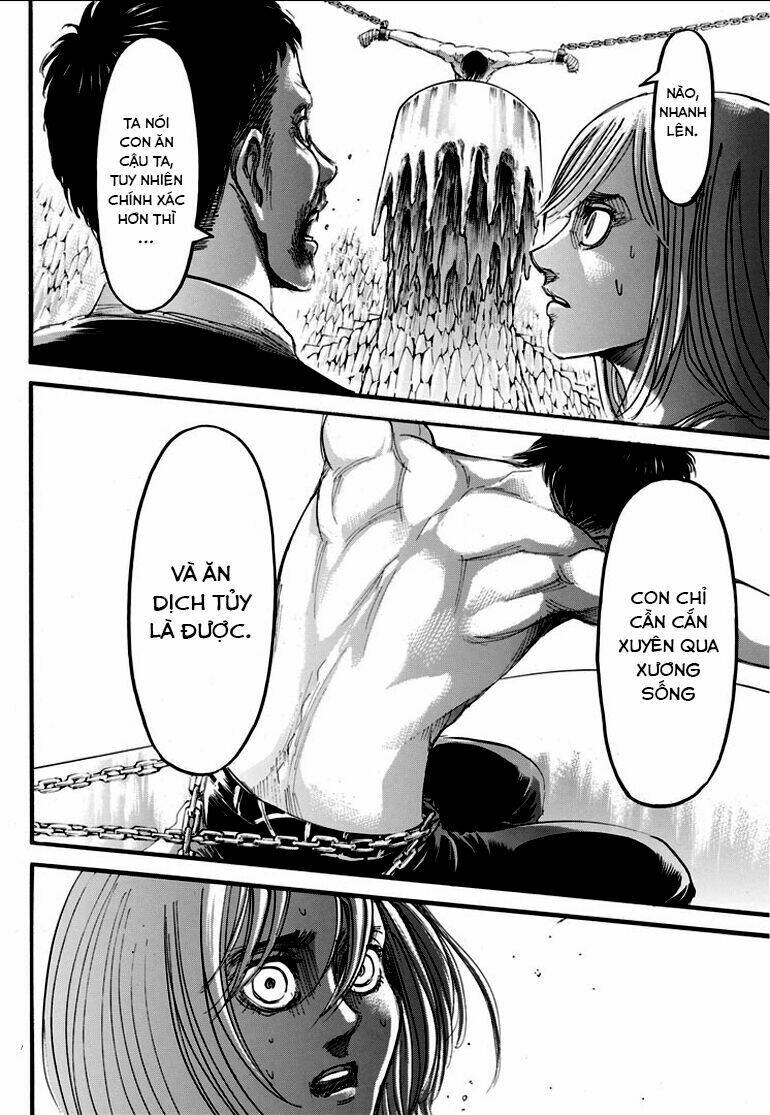 NÀO,
NHANH
LÊN.
TA NÓI
CON ĂN
CẬU TA,
TUY NHIÊN
CHÍNH XÁC
HƠN THÌ
...
CON CHỈ
CẦN CẮN
XUYÊN QUA
XƯƠNG
SỐNG
VÀ ĂN
DỊCH TỦY
LÀ ĐƯỢC.